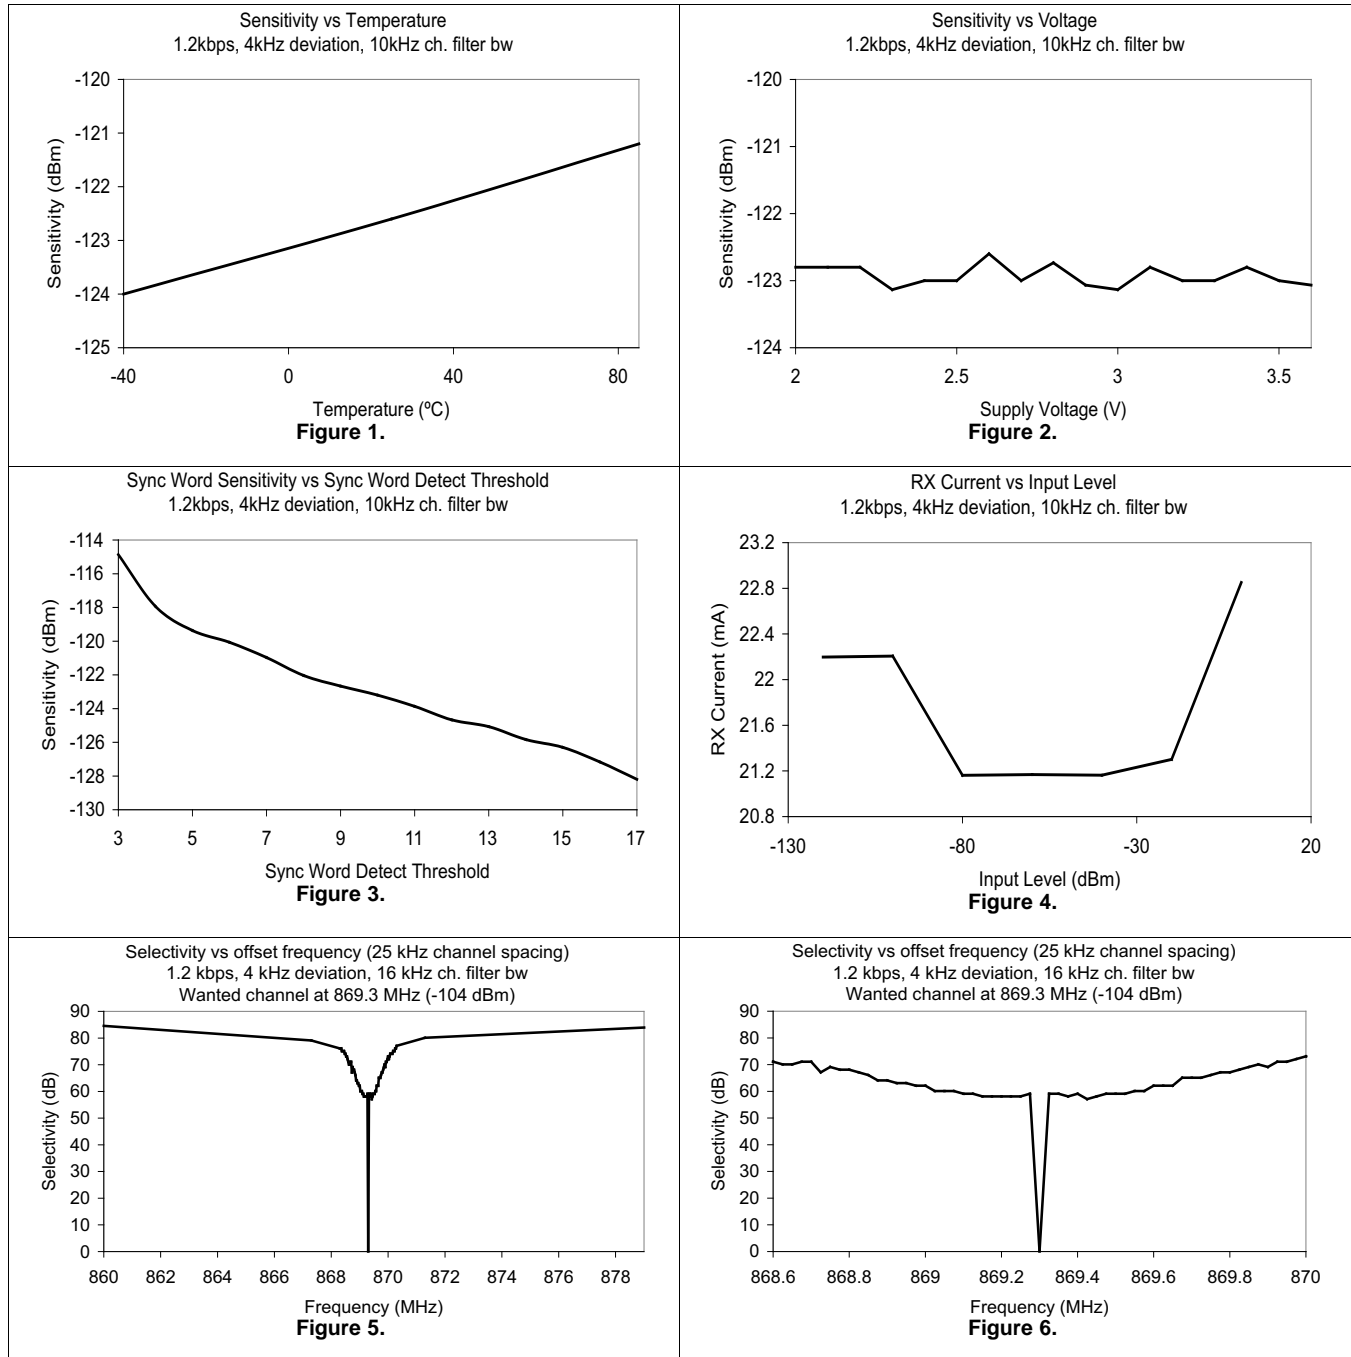 Sensitivity vs Temperature
1.2kbps, 4kHz deviation, 10kHz ch. filter bw
-120
-121
-122
-123
-124
-125
Sensitivity (dBm)
-40 0 40 80
Temperature (ºC)
Figure 1.
Sensitivity vs Voltage
1.2kbps, 4kHz deviation, 10kHz ch. filter bw
-120
-121
-122
-123
-124
Sensitivity (dBm)
2 2.5 3 3.5
Supply Voltage (V)
Figure 2.
Sync Word Sensitivity vs Sync Word Detect Threshold
1.2kbps, 4kHz deviation, 10kHz ch. filter bw
-114
-116
-118
-120
-122
-124
-126
-128
-130
Sensitivity (dBm)
3 5 7 9 11 13 15 17
Sync Word Detect Threshold
Figure 3.
RX Current vs Input Level
1.2kbps, 4kHz deviation, 10kHz ch. filter bw
23.2
22.8
22.4
22
21.6
21.2
20.8
RX Current (mA)
-130 -80 -30 20
Input Level (dBm)
Figure 4.
Selectivity vs offset frequency (25 kHz channel spacing)
1.2 kbps, 4 kHz deviation, 16 kHz ch. filter bw
Wanted channel at 869.3 MHz (-104 dBm)
90
80
70
60
50
40
30
20
10
0
Selectivity (dB)
860 862 864 866 868 870 872 874 876 878
Frequency (MHz)
Figure 5.
Selectivity vs offset frequency (25 kHz channel spacing)
1.2 kbps, 4 kHz deviation, 16 kHz ch. filter bw
Wanted channel at 869.3 MHz (-104 dBm)
90
80
70
60
50
40
30
20
10
0
Selectivity (dB)
868.6 868.8 869 869.2 869.4 869.6 869.8 870
Frequency (MHz)
Figure 6.